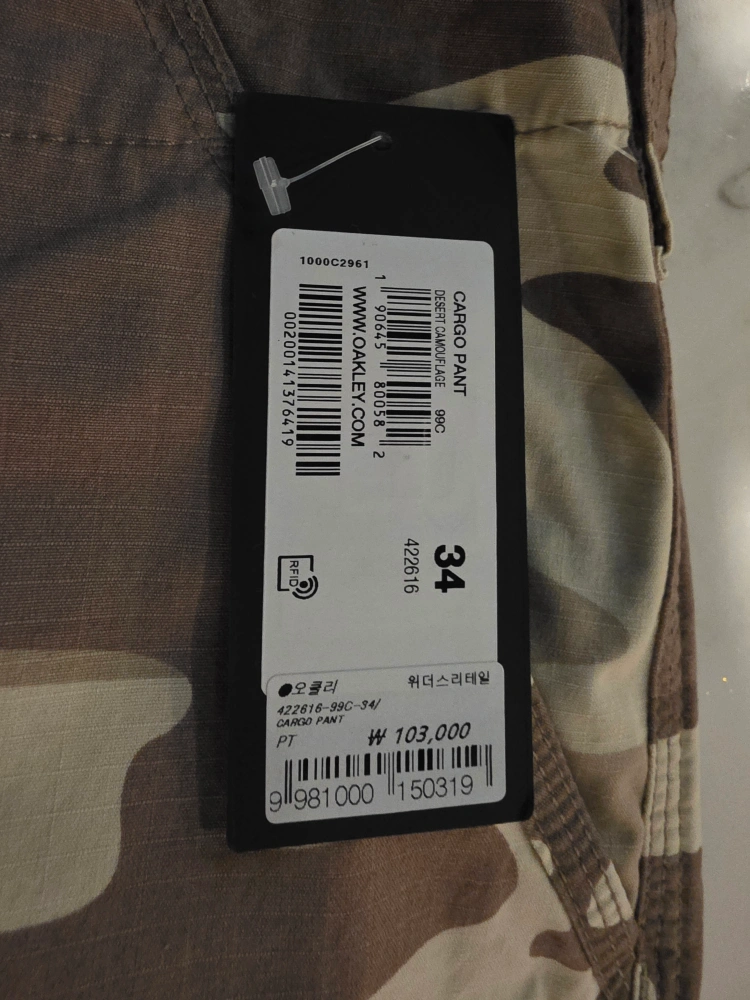 1000C2961
CARGO PANT
DESERT CAMOUFLAGE 99C
1 90645 80058 2
WWW.OAKLEY.COM
00200141376419
34
422616
RFID
●오클리 위더스리테일
422616-99C-34/
CARGO PANT
PT ₩ 103,000
9 981000 150319